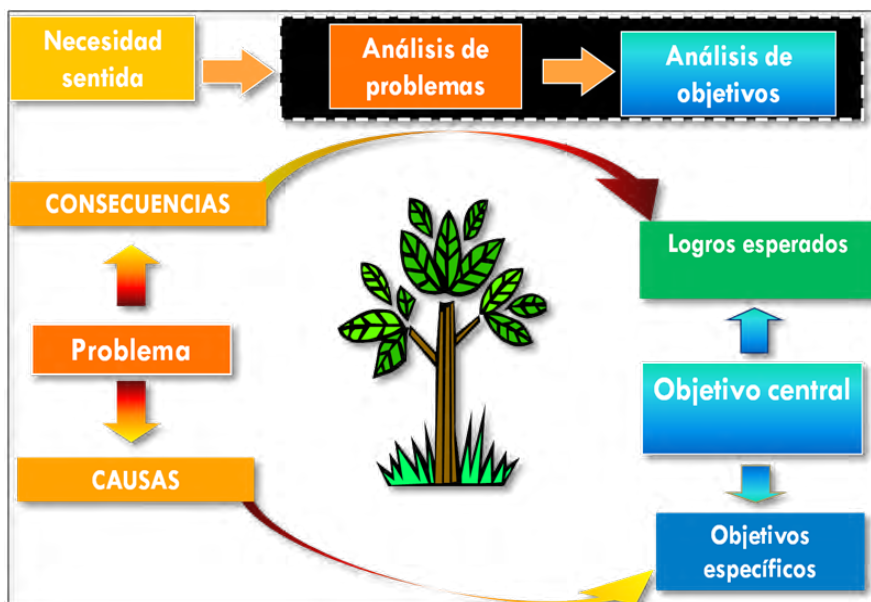 Necesidad
sentida
Análisis de
problemas
Análisis de
objetivos
CONSECUENCIAS
Logros esperados
Problema
Objetivo central
CAUSAS
Objetivos
específicos